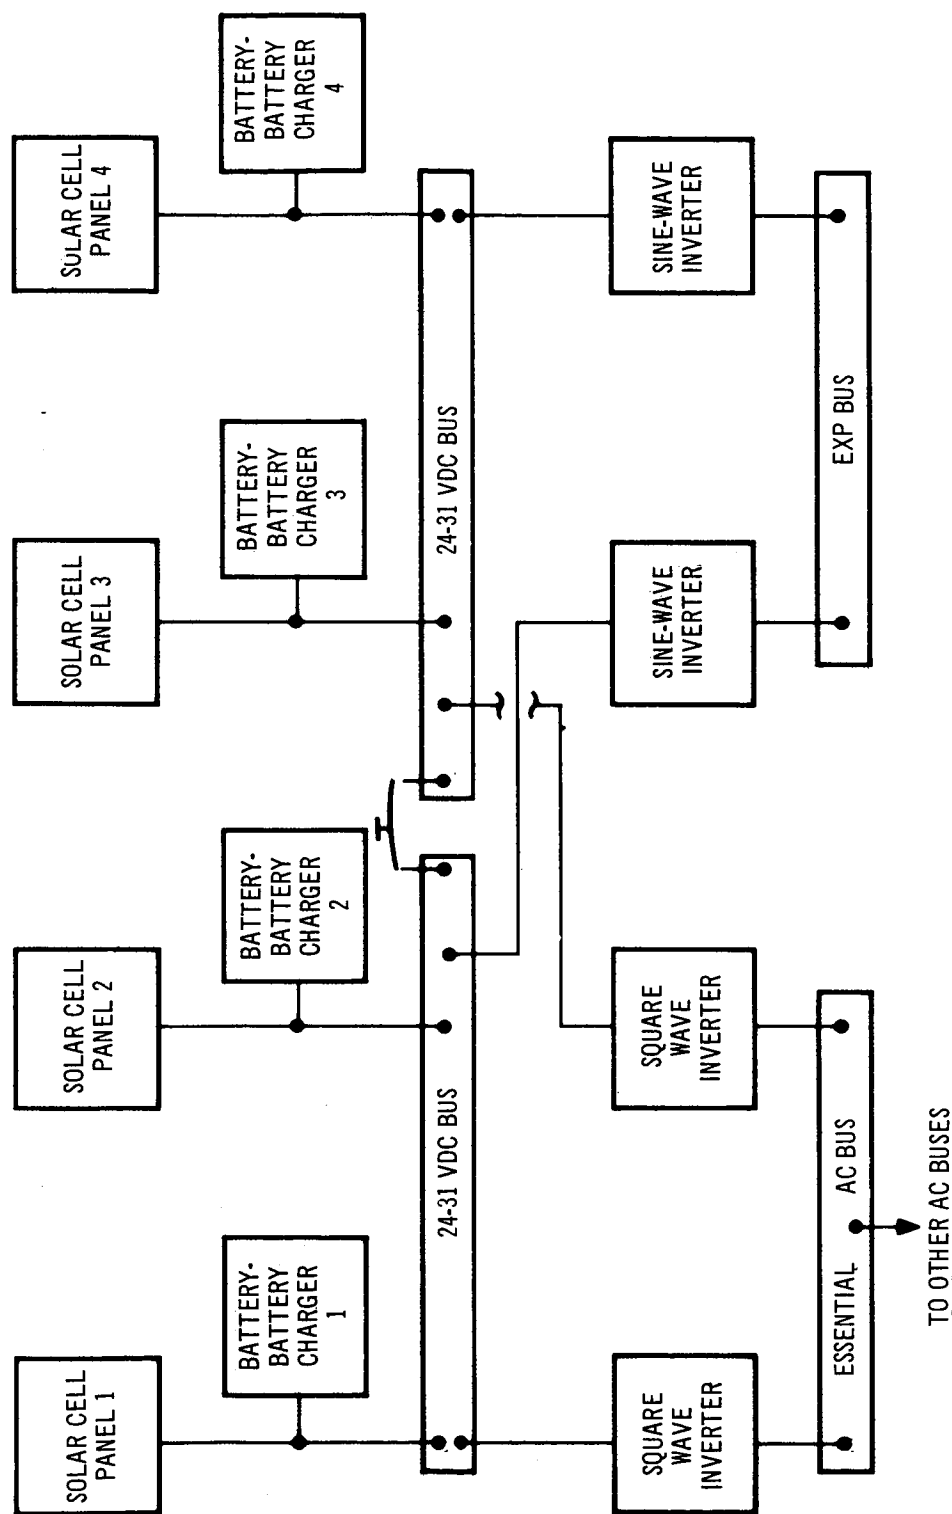 SOLAR CELL
PANEL 1
SOLAR CELL
PANEL 2
SOLAR CELL
PANEL 3
SOLAR CELL
PANEL 4
BATTERY-
BATTERY
CHARGER
1
BATTERY-
BATTERY
CHARGER
2
BATTERY-
BATTERY
CHARGER
3
BATTERY-
BATTERY
CHARGER
4
24-31 VDC BUS
24-31 VDC BUS
SQUARE
WAVE
INVERTER
SQUARE
WAVE
INVERTER
SINE-WAVE
INVERTER
SINE-WAVE
INVERTER
ESSENTIAL AC BUS
EXP BUS
TO OTHER AC BUSES